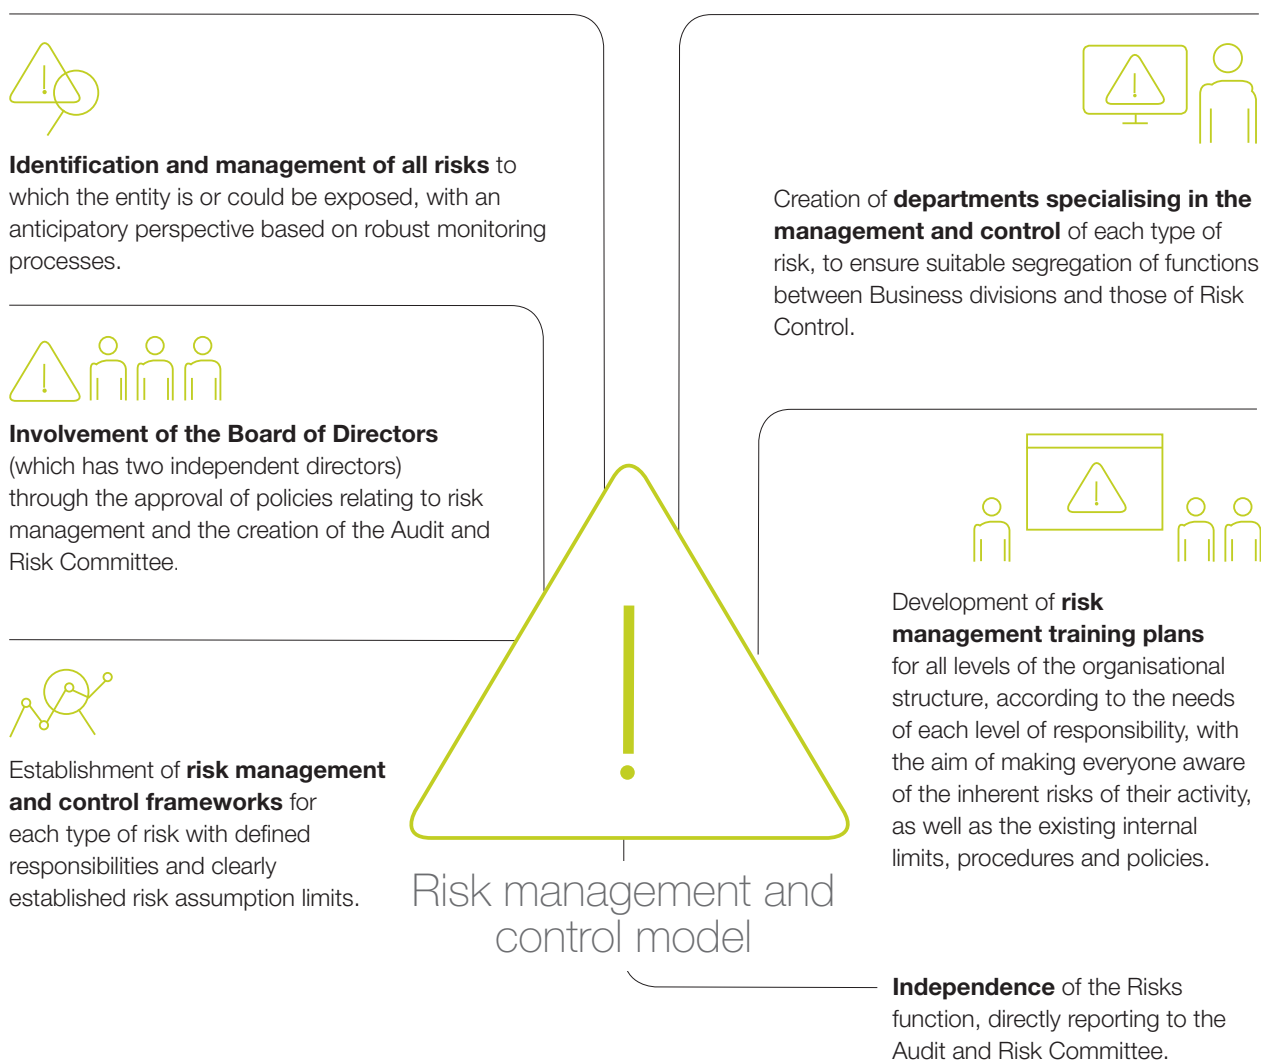 Identification and management of all risks to
which the entity is or could be exposed, with an
anticipatory perspective based on robust monitoring
processes.
Involvement of the Board of Directors
(which has two independent directors)
through the approval of policies relating to risk
management and the creation of the Audit and
Risk Committee.
Establishment of risk management
and control frameworks for
each type of risk with defined
responsibilities and clearly
established risk assumption limits.
Creation of departments specialising in the
management and control of each type of
risk, to ensure suitable segregation of functions
between Business divisions and those of Risk
Control.
Development of risk
management training plans
for all levels of the organisational
structure, according to the needs
of each level of responsibility, with
the aim of making everyone aware
of the inherent risks of their activity,
as well as the existing internal
limits, procedures and policies.
Risk management and
control model
Independence of the Risks
function, directly reporting to the
Audit and Risk Committee.